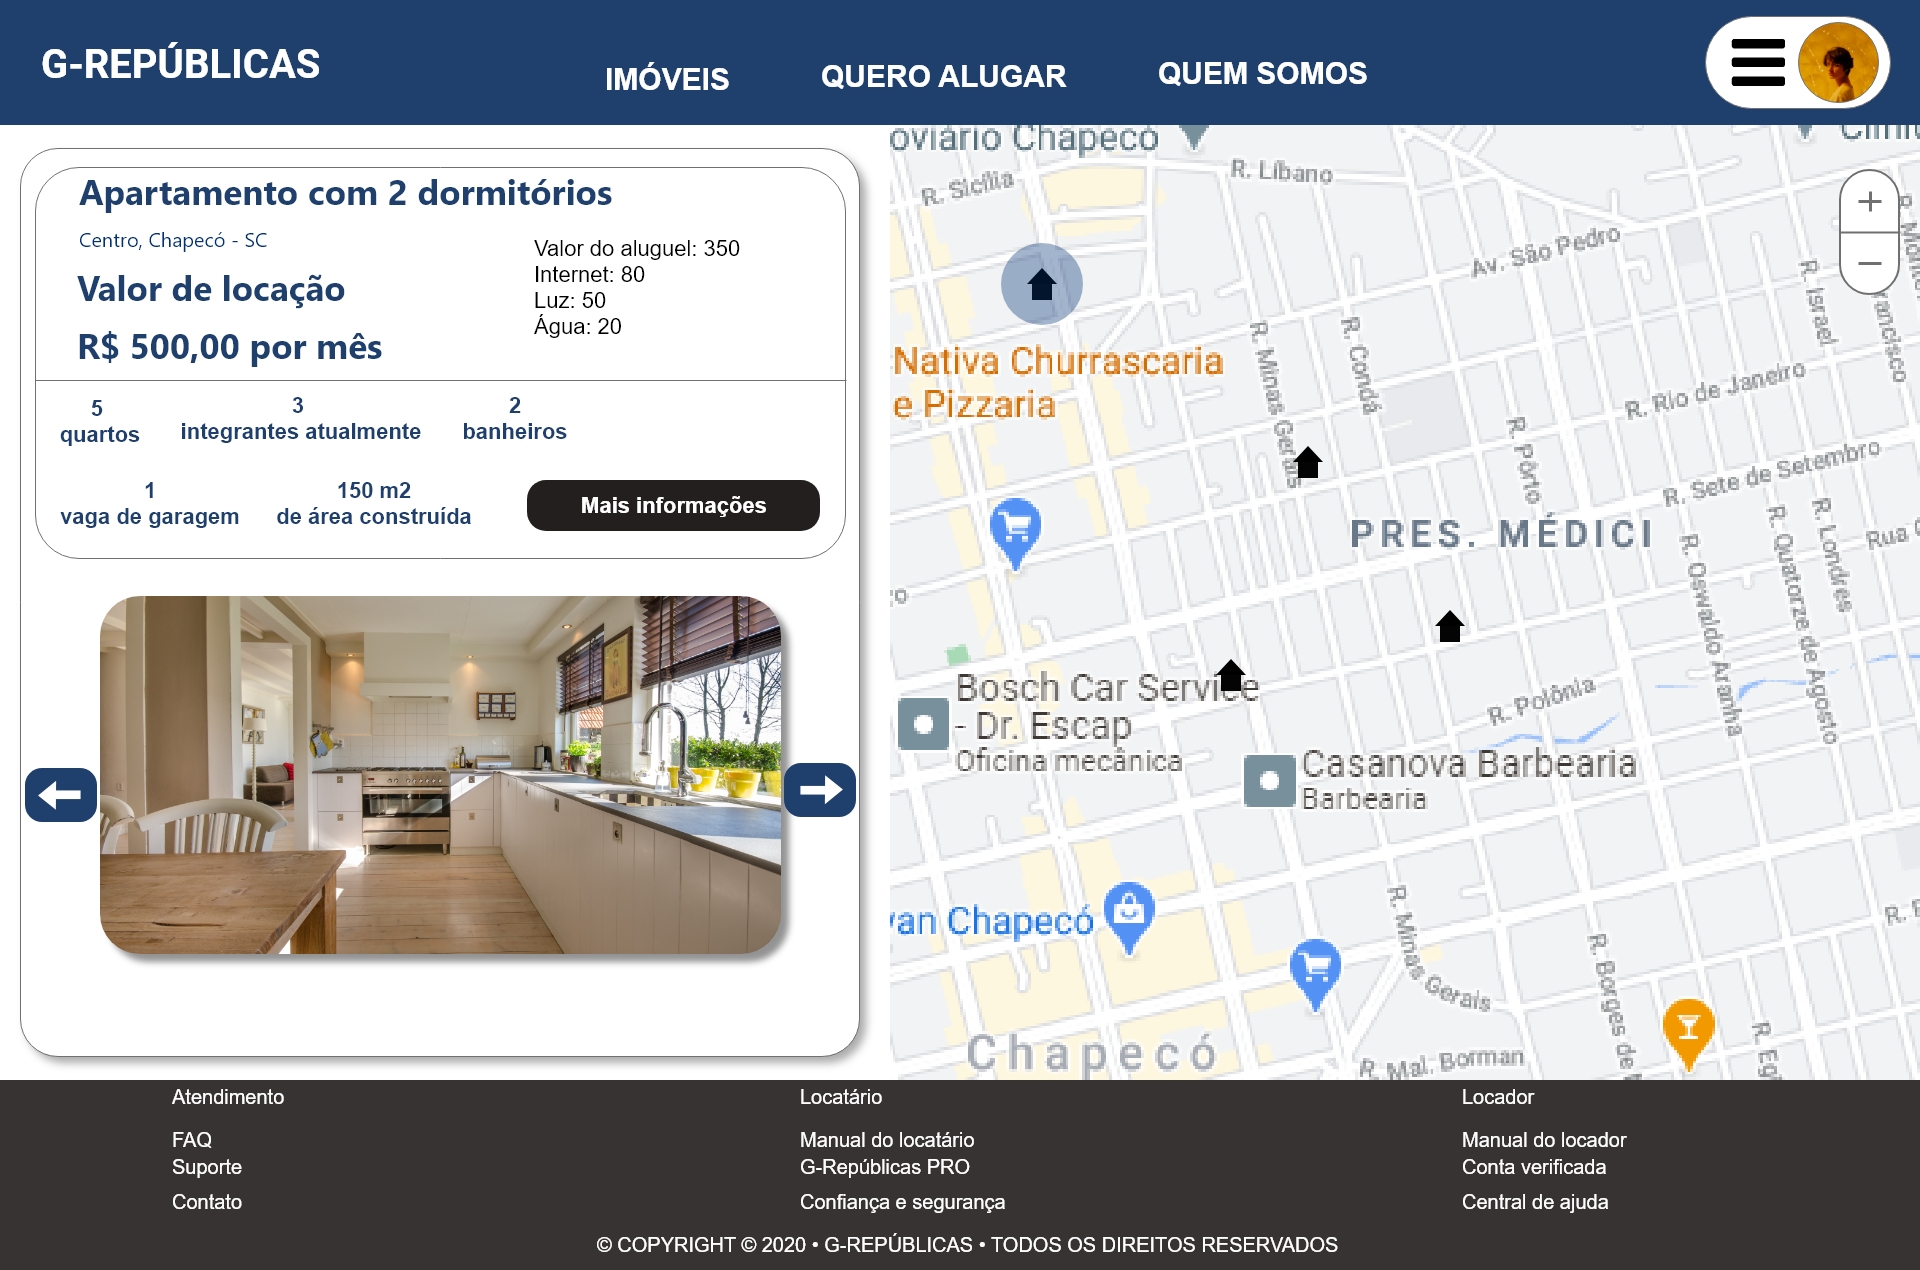 G-REPÚBLICAS
IMÓVEIS
QUERO ALUGAR
QUEM SOMOS
Apartamento com 2 dormitórios
Centro, Chapecó - SC
Valor de locação
R$ 500,00 por mês
Valor do aluguel: 350
Internet: 80
Luz: 50
Água: 20
5
quartos
3
integrantes atualmente
2
banheiros
1
vaga de garagem
150 m2
de área construída
Mais informações
oviário Chapecó
R. Sicília
R. Líbano
Av. São Pedro
R. Israel
Nativa Churrascaria
e Pizzaria
R. Minas Gerais
R. Condá
R. Rio de Janeiro
R. Pôrto
R. Sete de Setembro
PRES. MÉDICI
R. Oswaldo Aranha
R. Quatorze de Agosto
R. Londres
Rua
Bosch Car Service
- Dr. Escap
Oficina mecânica
R. Polônia
Casanova Barbearia
Barbearia
van Chapecó
R. Minas Gerais
R. Borges de
Chapecó
R. Mal. Borman
Atendimento
FAQ
Suporte
Contato
Locatário
Manual do locatário
G-Repúblicas PRO
Confiança e segurança
Locador
Manual do locador
Conta verificada
Central de ajuda
© COPYRIGHT © 2020 • G-REPÚBLICAS • TODOS OS DIREITOS RESERVADOS